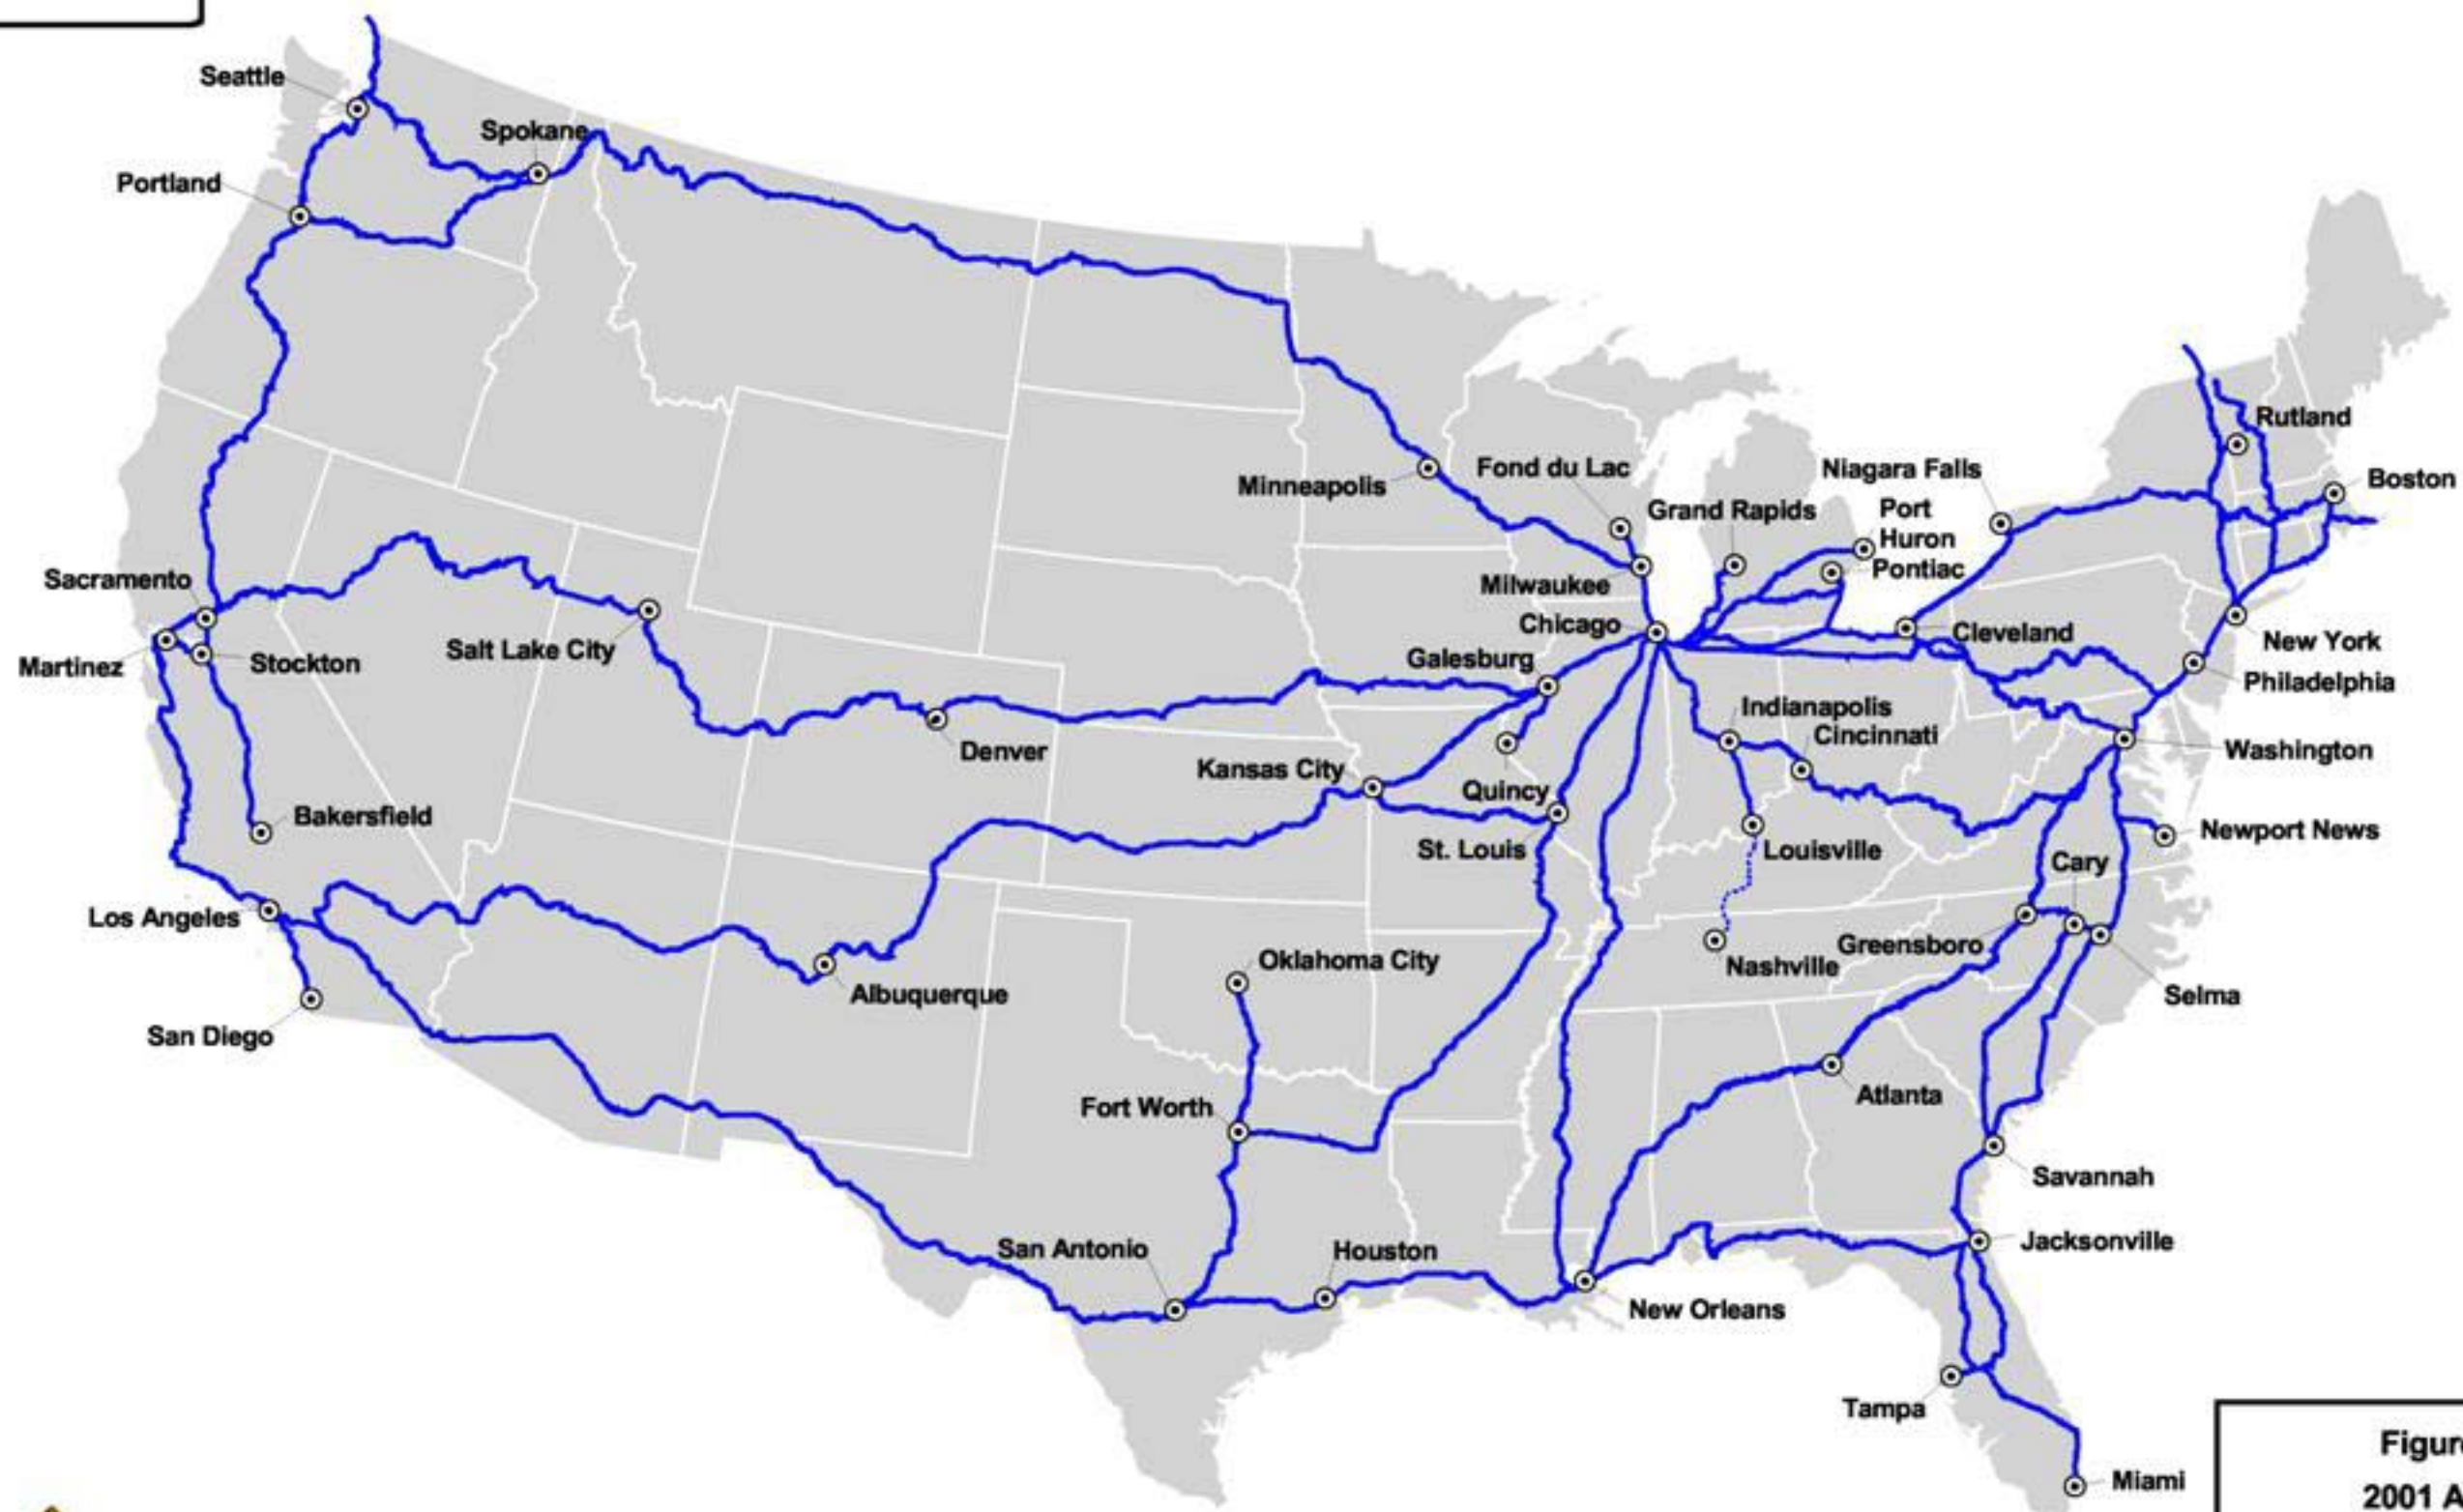 Seattle
Spokane
Portland
Rutland
Niagara Falls
Fond du Lac
Boston
Minneapolis
Grand Rapids
Port
Huron
Pontiac
Sacramento
Milwaukee
Chicago
Cleveland
New York
Salt Lake City
Stockton
Martinez
Galesburg
Philadelphia
Indianapolis
Cincinnati
Denver
Washington
Kansas City
Quincy
Bakersfield
Newport News
St. Louis
Louisville
Cary
Los Angeles
Greensboro
Oklahoma City
Nashville
Albuquerque
Selma
San Diego
Atlanta
Fort Worth
Savannah
Jacksonville
San Antonio
Houston
New Orleans
Tampa
Miami
Figur
2001 A